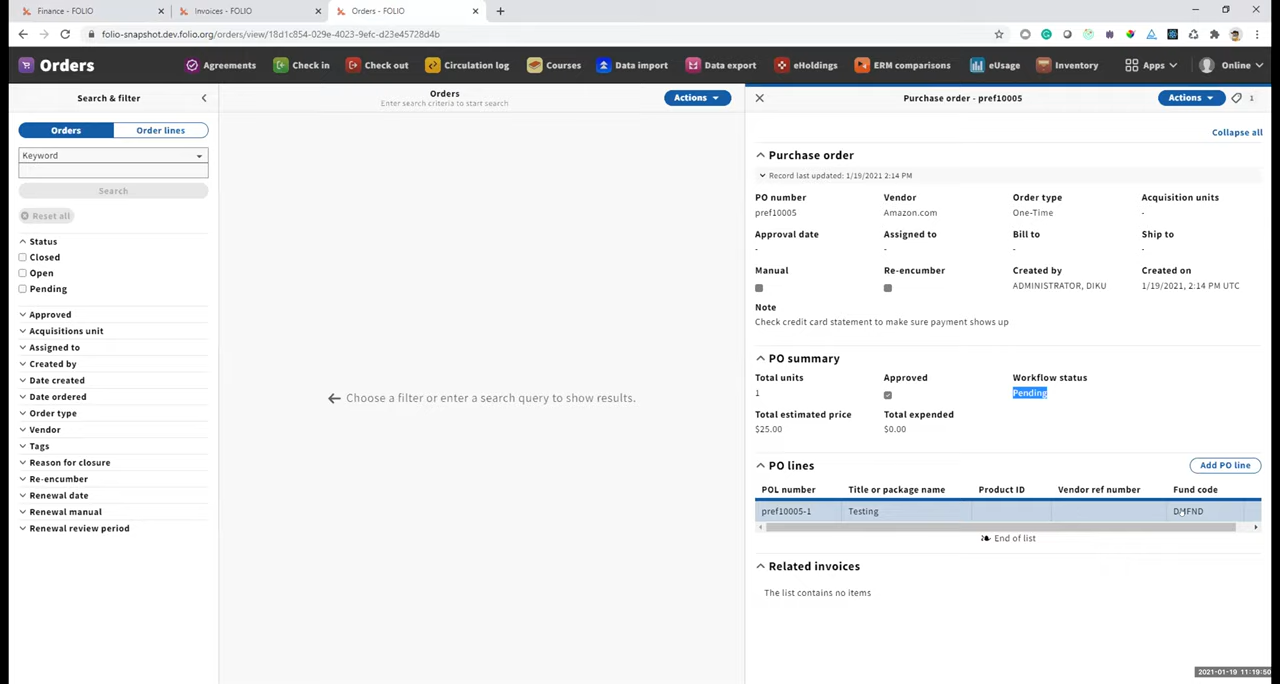 Finance - FOLIO
Invoices - FOLIO
Orders - FOLIO
folio-snapshot.dev.folio.org/orders/view/18d1c854-029e-4023-9efc-d23e45728d4b
Orders
Agreements
Check in
Check out
Circulation log
Courses
Data import
Data export
eHoldings
ERM comparisons
eUsage
Inventory
Apps
Online
Search & filter
Orders
Order lines
Keyword
Search
Reset all
Status
Closed
Open
Pending
Approved
Acquisitions unit
Assigned to
Created by
Date created
Date ordered
Order type
Vendor
Tags
Reason for closure
Re-encumber
Renewal date
Renewal manual
Renewal review period
Orders
Enter search criteria to start search
Actions
Choose a filter or enter a search query to show results.
Purchase order - pref10005
Actions
1
Collapse all
Purchase order
Record last updated: 1/19/2021 2:14 PM
PO number Vendor Order type Acquisition units
pref10005 Amazon.com One-Time -
Approval date Assigned to Bill to Ship to
- - - -
Manual Re-encumber Created by Created on
ADMINISTRATOR, DIKU 1/19/2021, 2:14 PM UTC
Note
Check credit card statement to make sure payment shows up
PO summary
Total units Approved Workflow status
1 Pending
Total estimated price Total expended
$25.00 $0.00
PO lines
Add PO line
POL number Title or package name Product ID Vendor ref number Fund code
pref10005-1 Testing
End of list
Related invoices
The list contains no items
2021-01-19 11:19:50